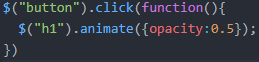 $("button").click(function(){
  $("h1").animate({opacity:0.5});
})